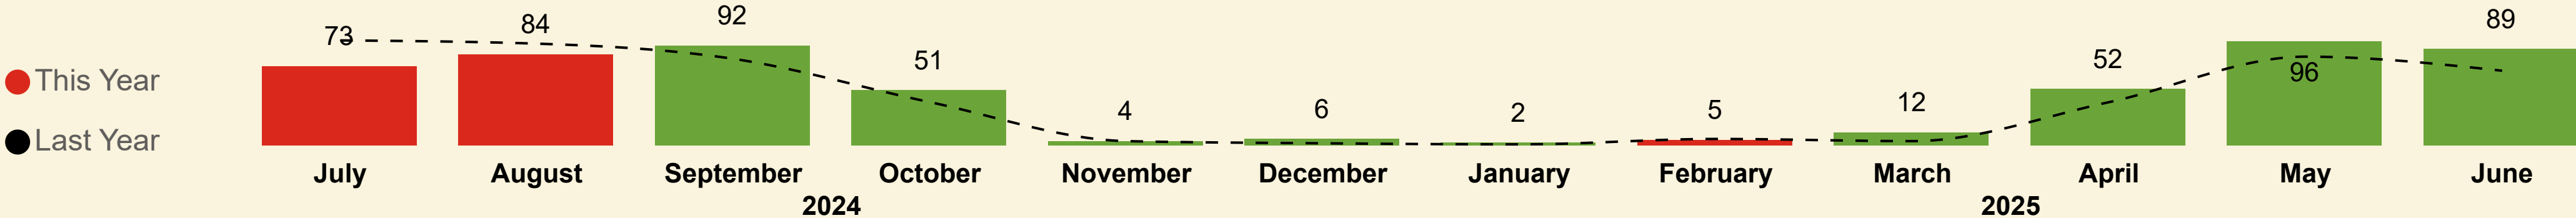 This Year
Last Year
73 84 92 51 4 6 2 5 12 52 96 89
July August September October November December January February March April May June
2024 2025